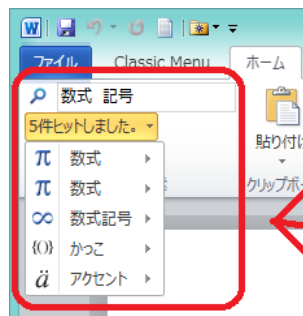 ファイル Classic Menu ホーム
数式 記号
5件ヒットしました。
貼り付け
π 数式
π 数式
クリップボー
∞ 数式記号
{()} かっこ
ä アクセント